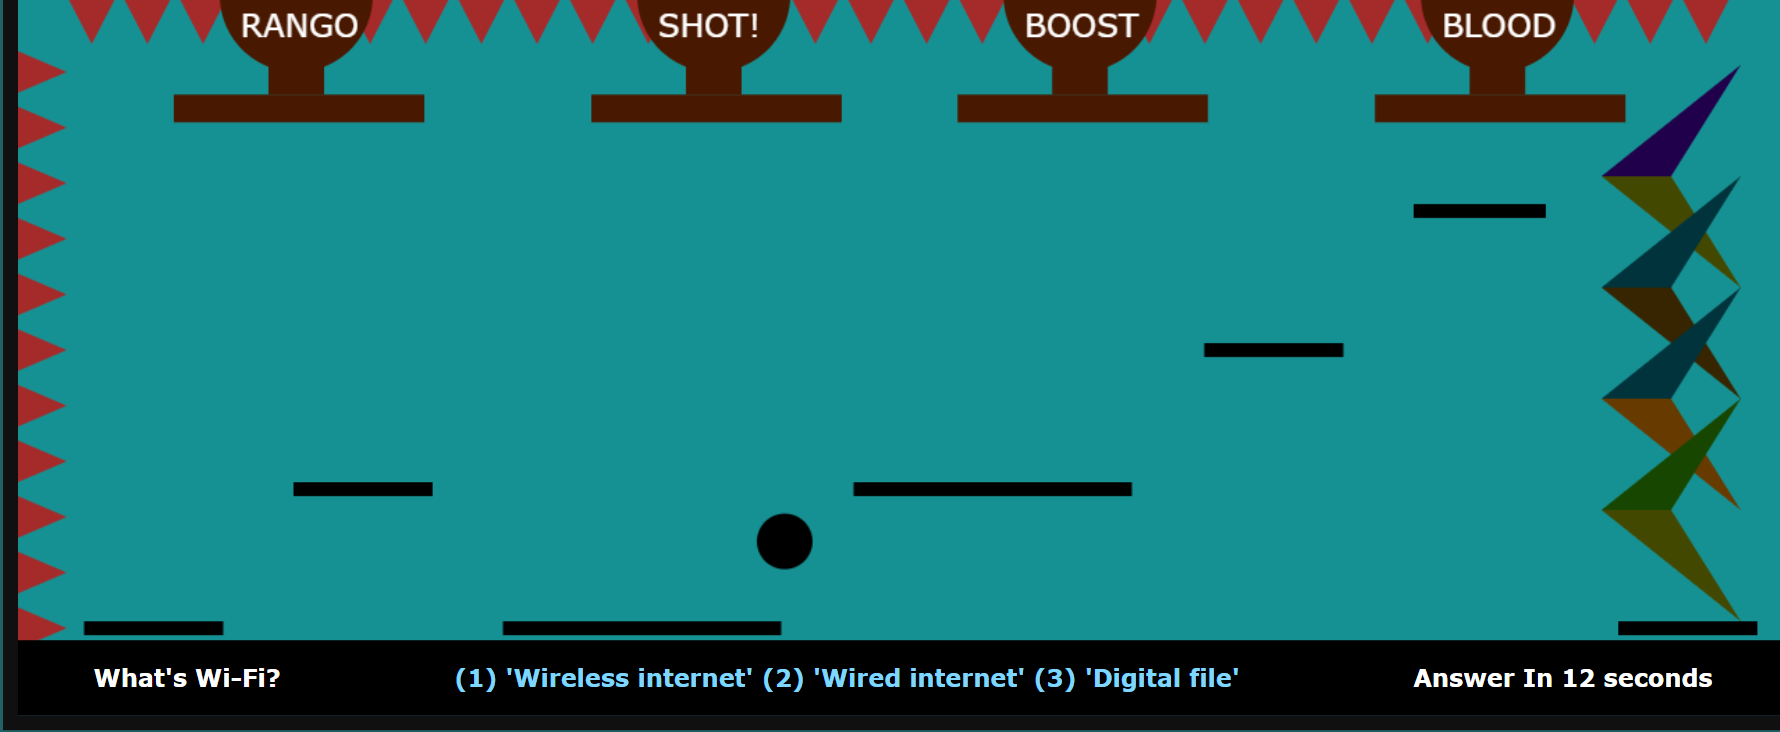 RANGO
SHOT!
BOOST
BLOOD
What's Wi-Fi?
(1) 'Wireless internet' (2) 'Wired internet' (3) 'Digital file'
Answer In 12 seconds